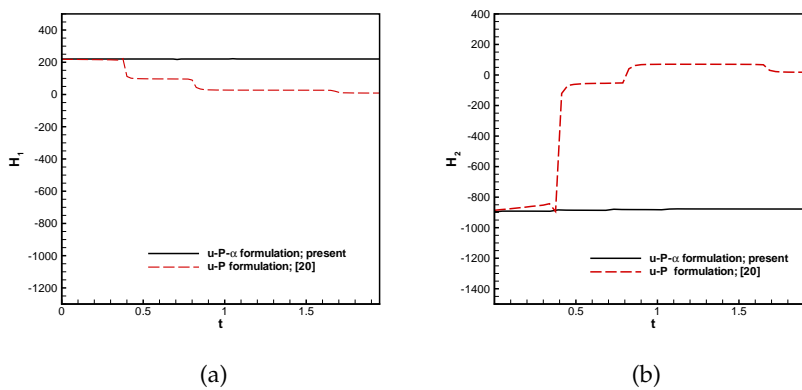 400
200
0
-200
-400
-600
-800
-1000
-1200
H1
u-P-α formulation; present
u-P formulation; [20]
0
0.5
1
1.5
t
(a)
400
200
0
-200
-400
-600
-800
-1000
-1200
-1400
H2
u-P-α formulation; present
u-P formulation; [20]
0.5
1
1.5
t
(b)